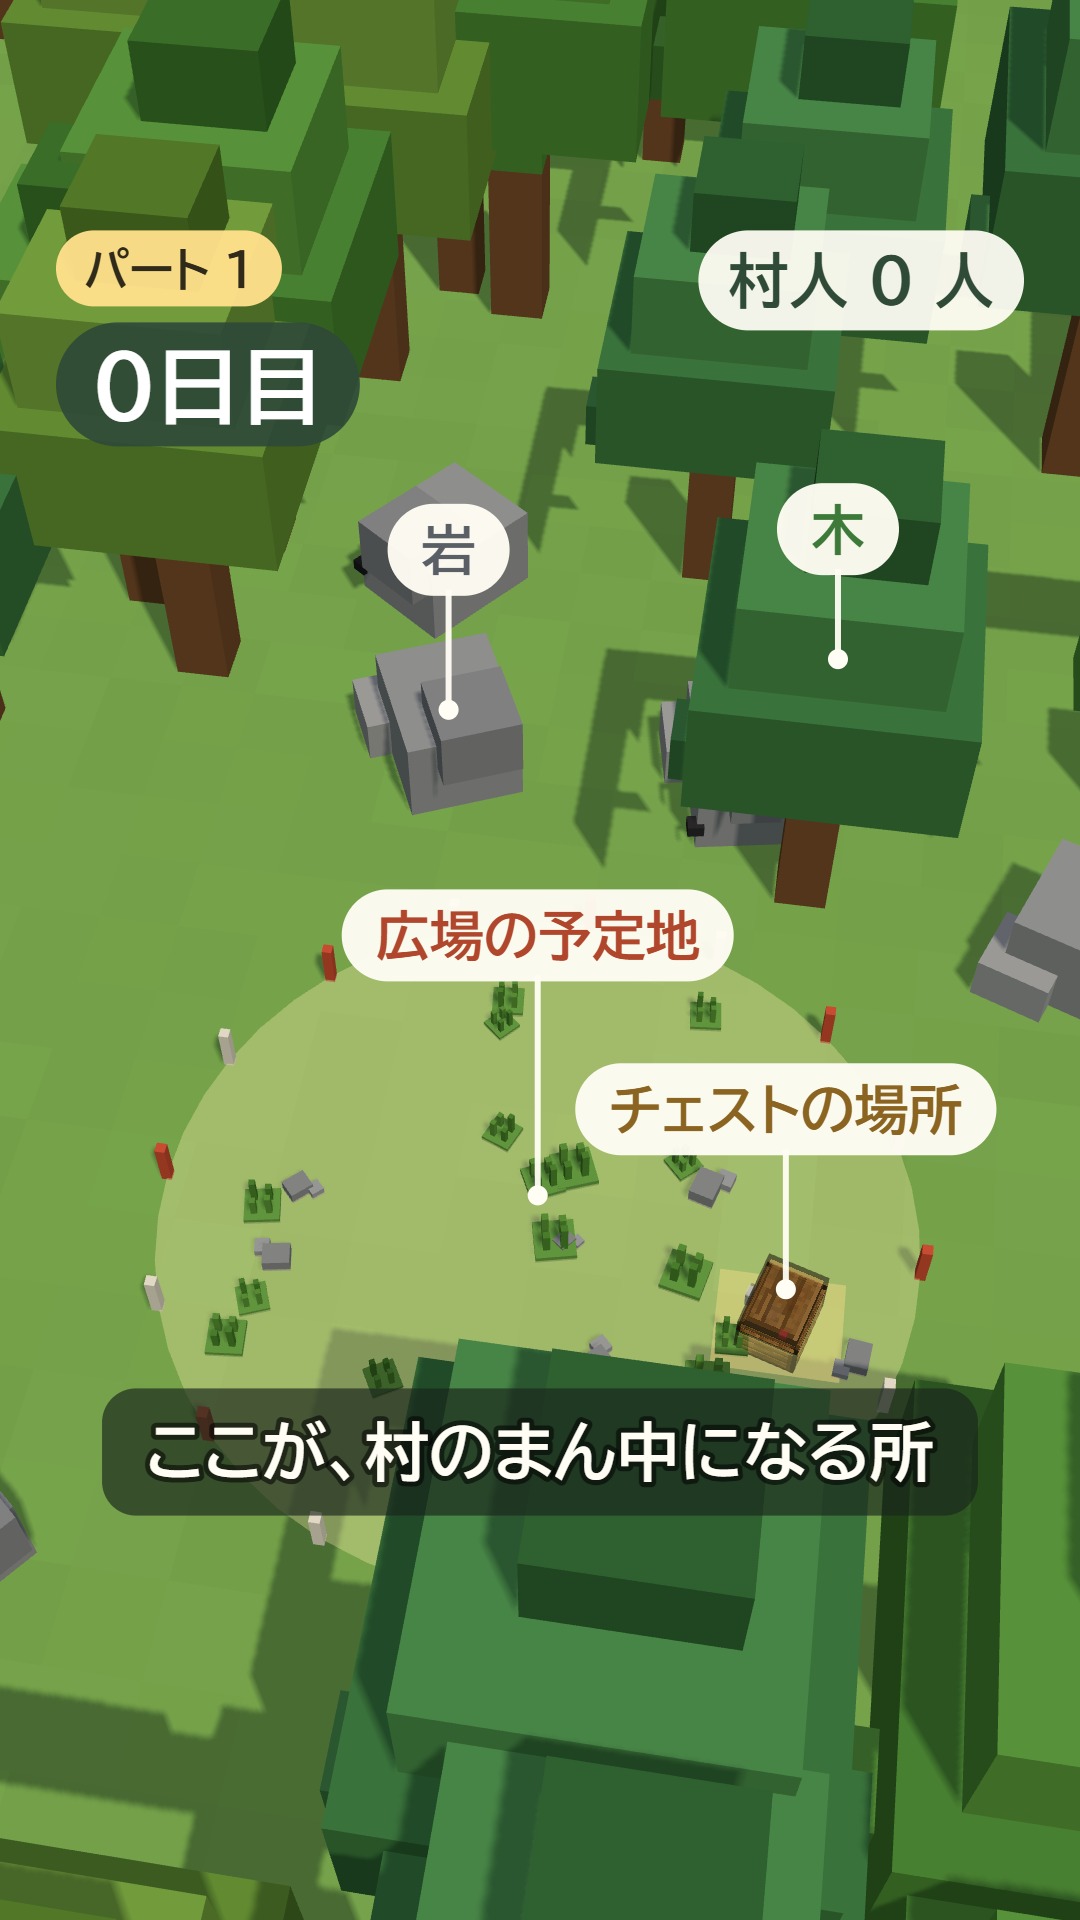 パート 1
0日目
村人 0 人
岩
木
広場の予定地
チェストの場所
ここが、村のまん中になる所